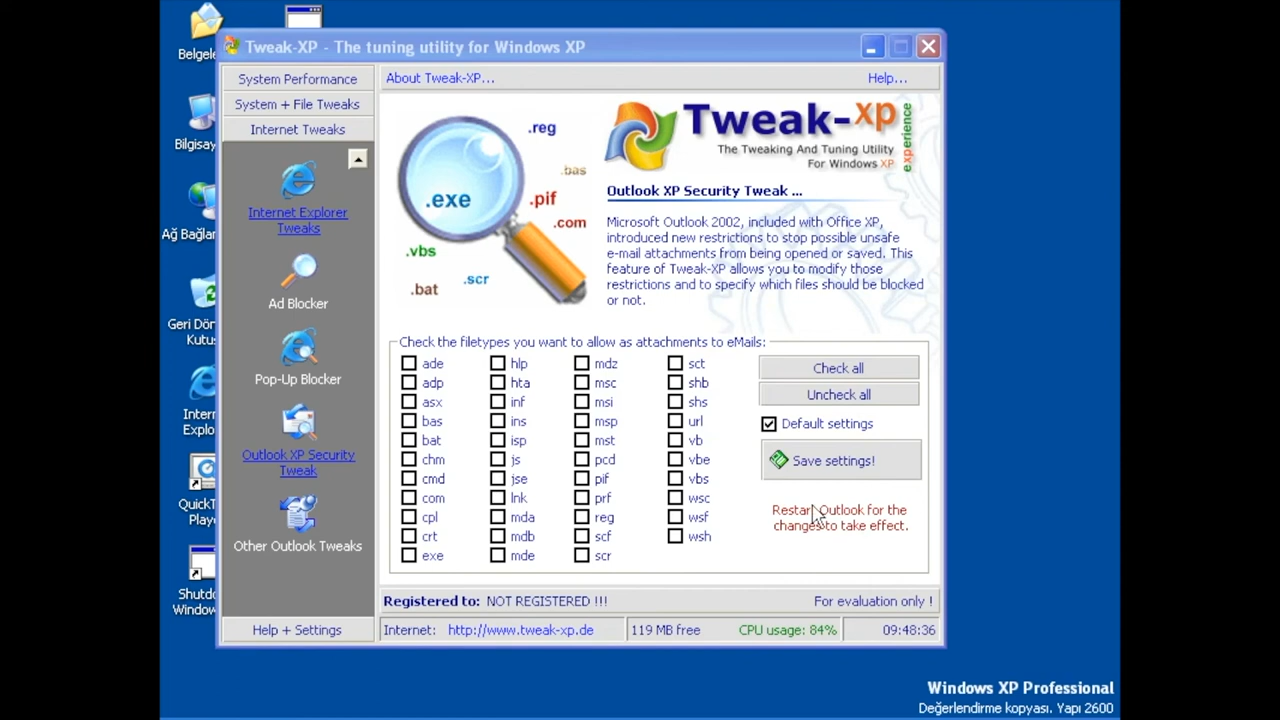 Tweak-XP - The tuning utility for Windows XP
System Performance
System + File Tweaks
Internet Tweaks
Internet Explorer
Tweaks
Ad Blocker
Pop-Up Blocker
Outlook XP Security
Tweak
Other Outlook Tweaks
Help + Settings
About Tweak-XP...
Help...
.reg
.bas
.exe
.pif
.com
.vbs
.scr
.bat
Tweak-xp
experience
The Tweaking And Tuning Utility
For Windows XP
Outlook XP Security Tweak ...
Microsoft Outlook 2002, included with Office XP,
introduced new restrictions to stop possible unsafe
e-mail attachments from being opened or saved. This
feature of Tweak-XP allows you to modify those
restrictions and to specify which files should be blocked
or not.
Check the filetypes you want to allow as attachments to eMails:
ade
adp
asx
bas
bat
chm
cmd
com
cpl
crt
exe
hlp
hta
inf
ins
isp
js
jse
lnk
mda
mdb
mde
mdz
msc
msi
msp
mst
pcd
pif
prf
reg
scf
scr
sct
shb
shs
url
vb
vbe
vbs
wsc
wsf
wsh
Check all
Uncheck all
Default settings
Save settings!
Restart Outlook for the
changes to take effect.
Registered to: NOT REGISTERED !!!
For evaluation only !
Internet: http://www.tweak-xp.de
119 MB free
CPU usage: 84%
09:48:36
Belgele
Bilgisay
Ağ Bağlar
Geri Dön
Kutus
Intern
Explo
QuickT
Playe
Shutdo
Window
Windows XP Professional
Değerlendirme kopyası. Yapı 2600